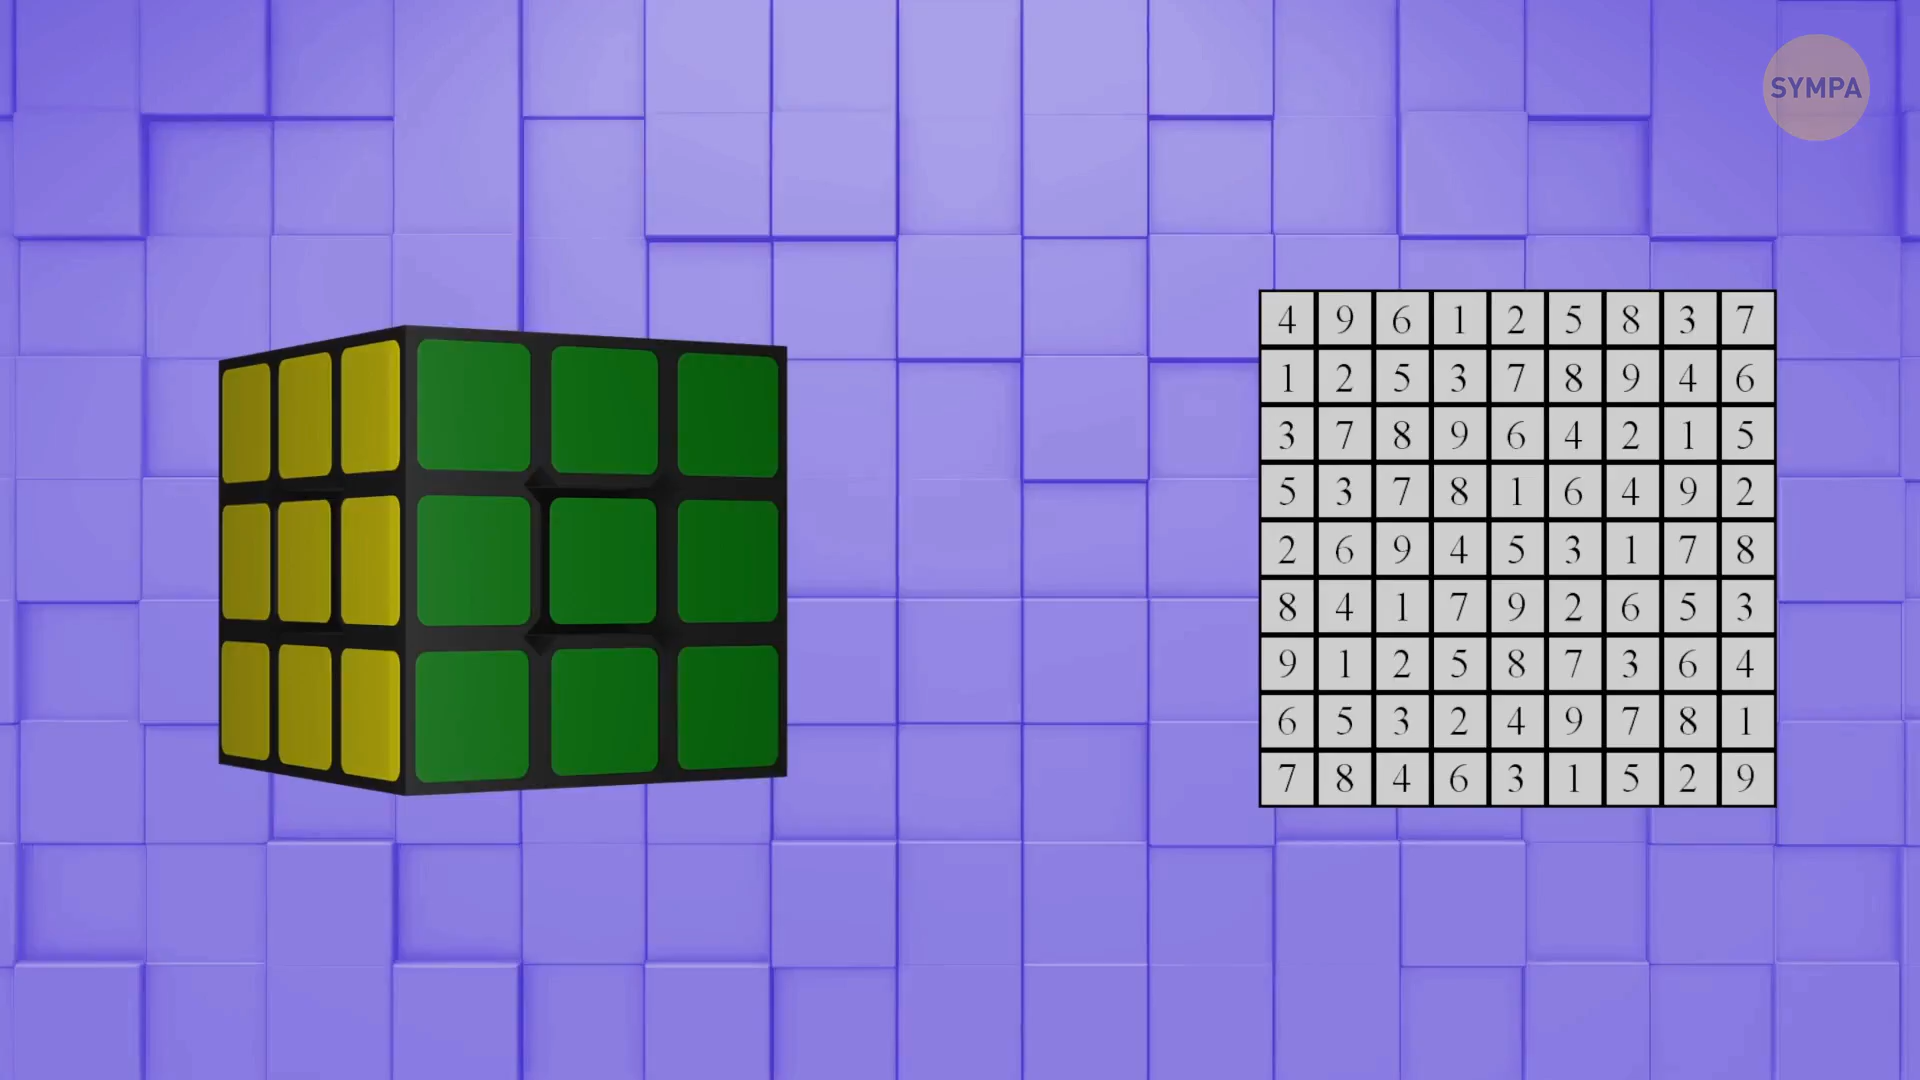 SYMPA
4 9 6 1 2 5 8 3 7
1 2 5 3 7 8 9 4 6
3 7 8 9 6 4 2 1 5
5 3 7 8 1 6 4 9 2
2 6 9 4 5 3 1 7 8
8 4 1 7 9 2 6 5 3
9 1 2 5 8 7 3 6 4
6 5 3 2 4 9 7 8 1
7 8 4 6 3 1 5 2 9